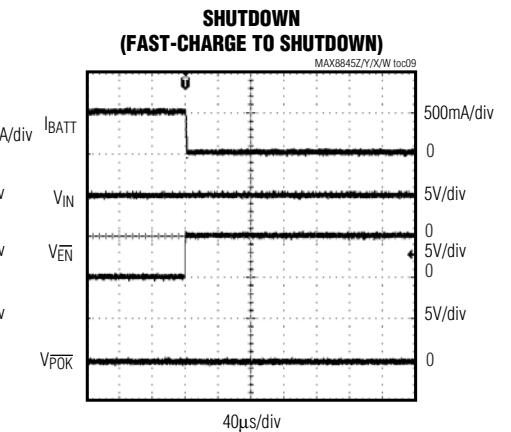 SHUTDOWN
(FAST-CHARGE TO SHUTDOWN)
MAX8845Z/Y/X/W toc09
T
A/div
IBATT
500mA/div
0
VIN
5V/div
0
VEN
5V/div
0
5V/div
VPOK
0
40μs/div